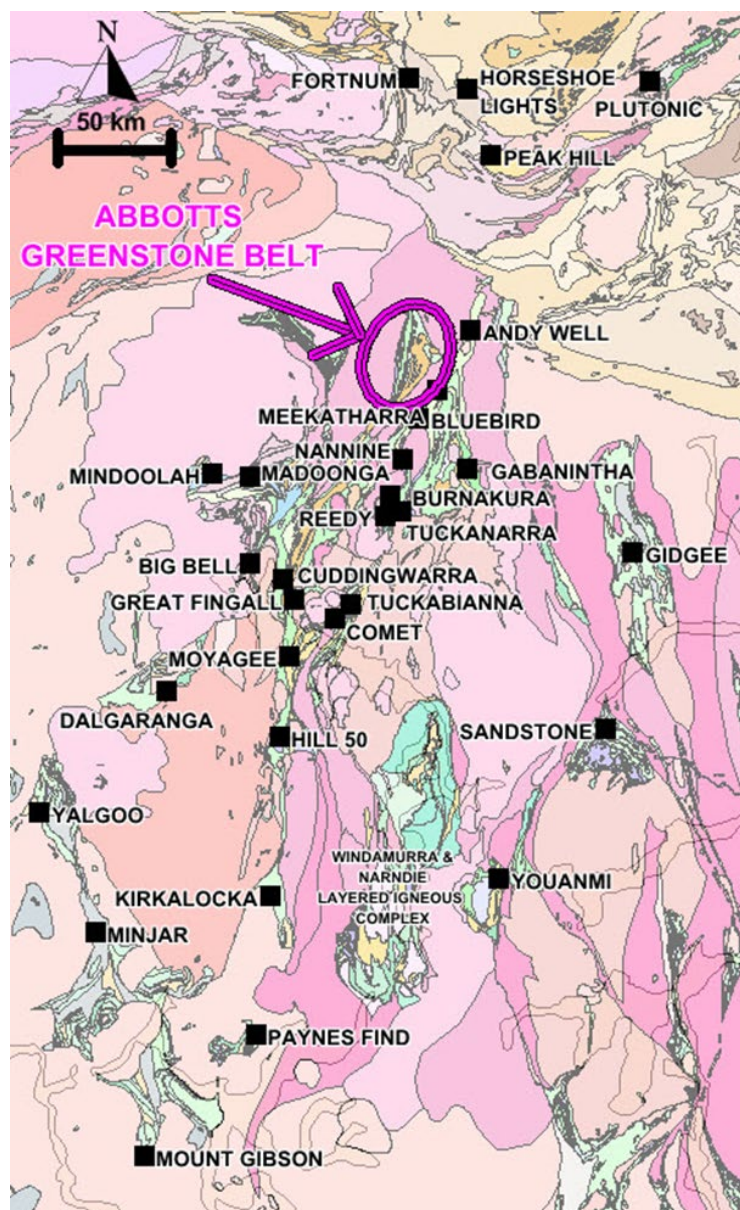 N
50 km
FORTNUM
HORSESHOE
LIGHTS
PLUTONIC
PEAK HILL
ABBOTTS
GREENSTONE BELT
ANDY WELL
MEEKATHARRA
BLUEBIRD
NANNINE
MINDOOLAH
MADOONGA
GABANINTHA
BURNAKURA
REEDY
TUCKANARRA
BIG BELL
GIDGEE
CUDDINGWARRA
GREAT FINGALL
TUCKABIANNA
COMET
MOYAGEE
DALGARANGA
HILL 50
SANDSTONE
YALGOO
WINDAMURRA &
NARNDIE
LAYERED IGNEOUS
COMPLEX
YOUANMI
KIRKALOCKA
MINJAR
PAYNES FIND
MOUNT GIBSON